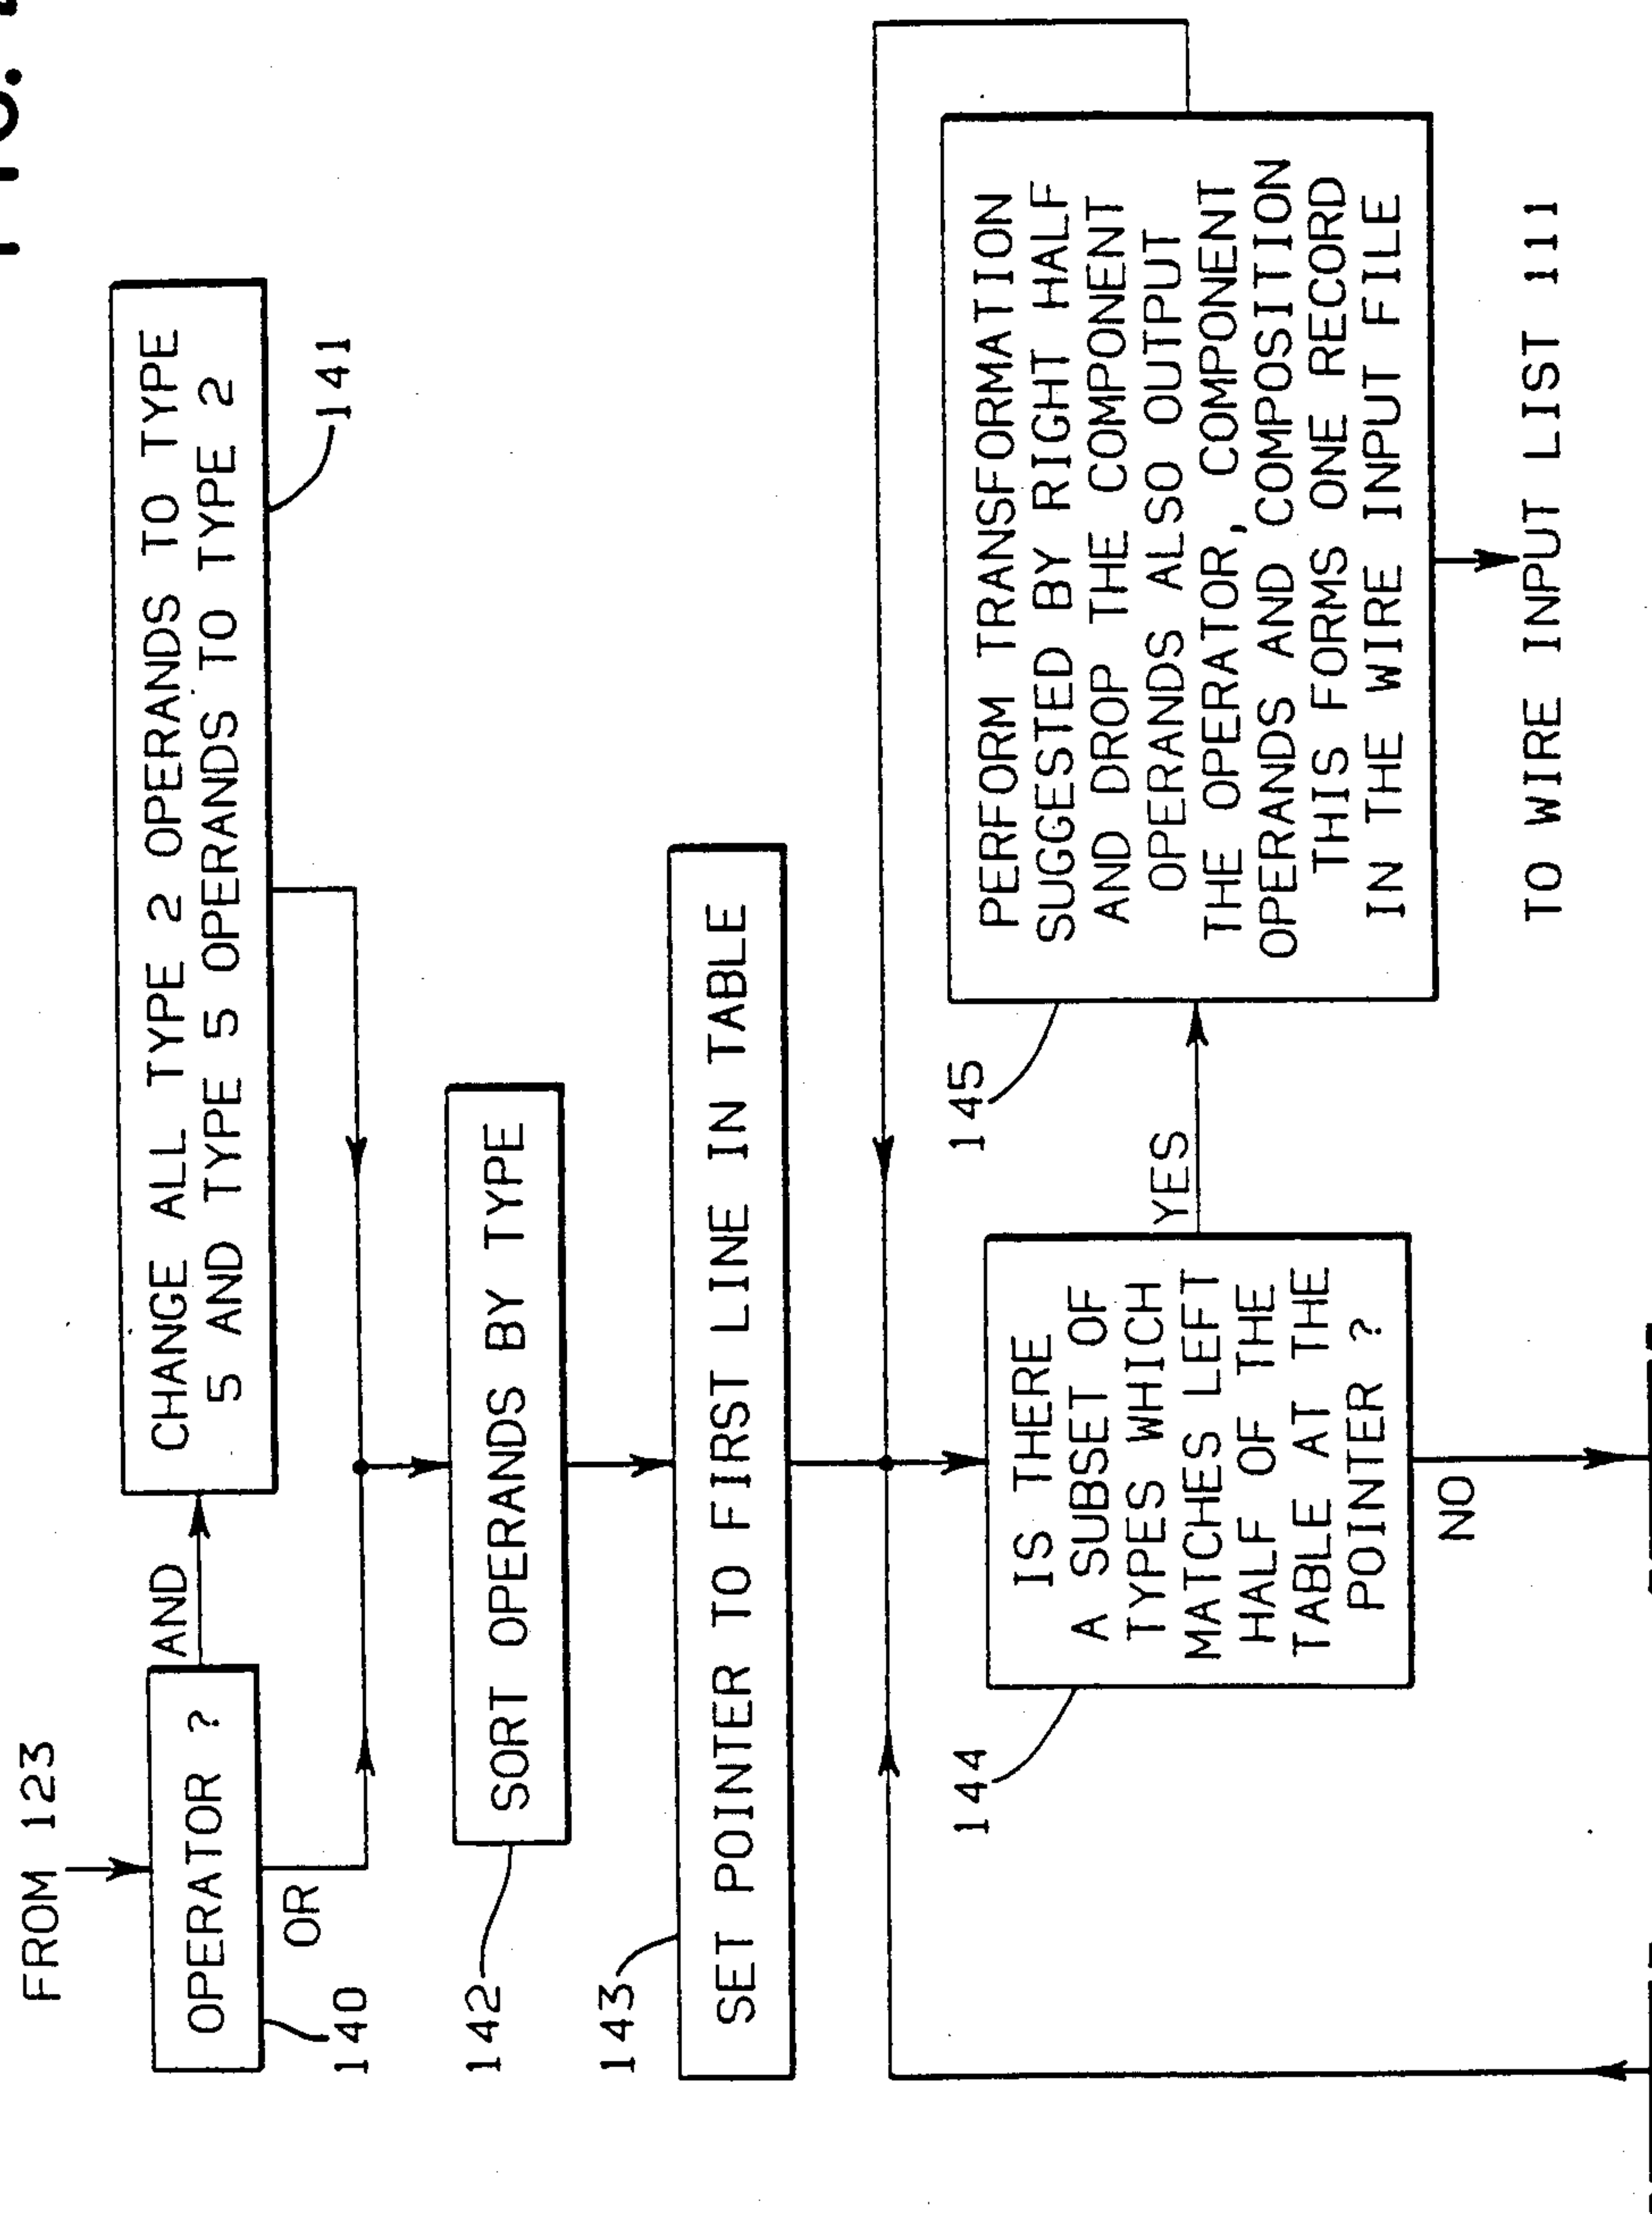 FROM 123
OPERATOR ?
140
AND
OR
CHANGE ALL TYPE 2 OPERANDS TO TYPE
5 AND TYPE 5 OPERANDS TO TYPE 2
141
SORT OPERANDS BY TYPE
142
SET POINTER TO FIRST LINE IN TABLE
143
IS THERE
A SUBSET OF
TYPES WHICH
MATCHES LEFT
HALF OF THE
TABLE AT THE
POINTER ?
144
YES
NO
PERFORM TRANSFORMATION
SUGGESTED BY RIGHT HALF
AND DROP THE COMPONENT
OPERANDS ALSO OUTPUT
THE OPERATOR, COMPONENT
OPERANDS AND COMPOSITION
THIS FORMS ONE RECORD
IN THE WIRE INPUT FILE
145
TO WIRE INPUT LIST 111